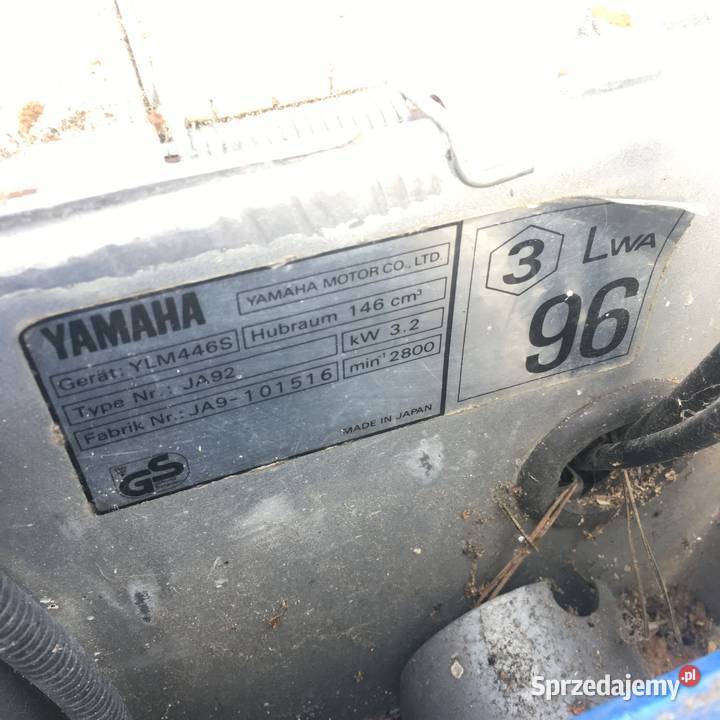 YAMAHA
YAMAHA MOTOR CO., LTD.
Gerät: YLM446S Hubraum 146 cm³
Type Nr.: JA92 kW 3.2
Fabrik Nr.: JA9-101516 min⁻¹ 2800
MADE IN JAPAN
GS
3 LWA
96
Sprzedajemy.pl